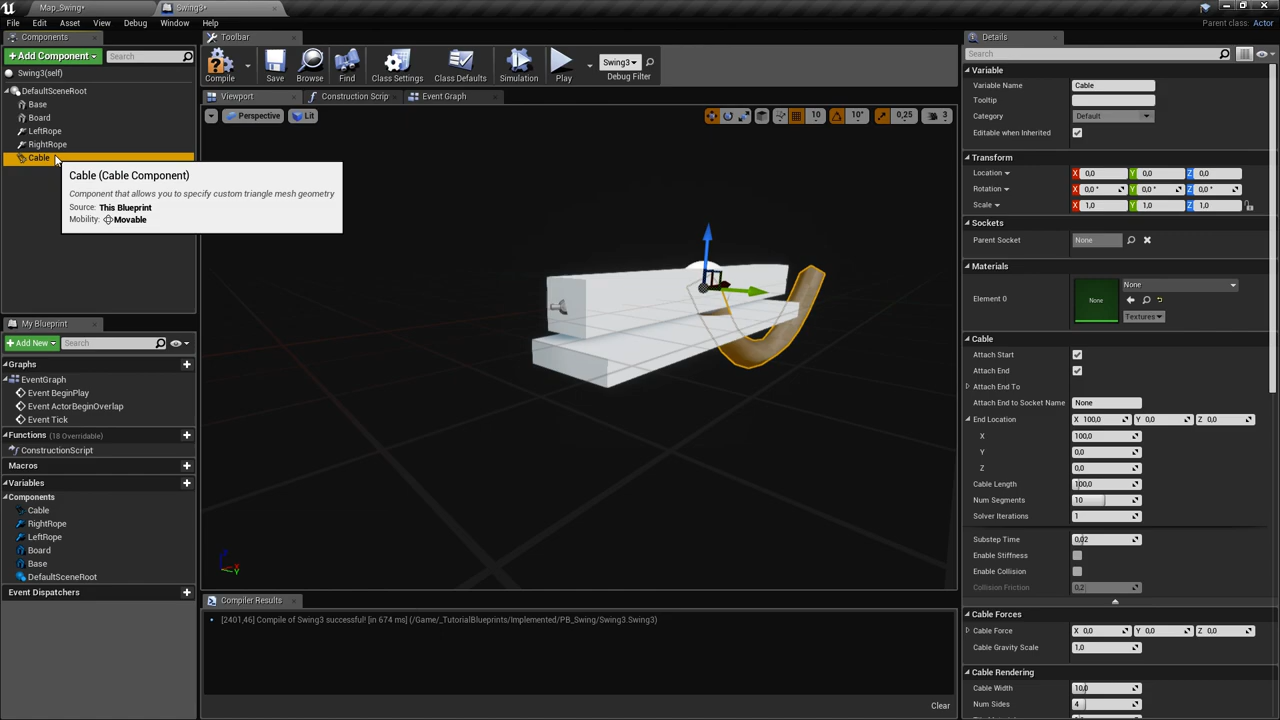 Map_Swing*
Swing3*
File Edit Asset View Debug Window Help
Parent class: Actor
Components
+ Add Component
Search
Swing3(self)
DefaultSceneRoot
Base
Board
LeftRope
RightRope
Cable
Cable (Cable Component)
Component that allows you to specify custom triangle mesh geometry
Source: This Blueprint
Mobility: Movable
My Blueprint
+ Add New
Search
Graphs
EventGraph
Event BeginPlay
Event ActorBeginOverlap
Event Tick
Functions (18 Overridable)
ConstructionScript
Macros
Variables
Components
Cable
RightRope
LeftRope
Board
Base
DefaultSceneRoot
Event Dispatchers
Toolbar
Compile
Save
Browse
Find
Class Settings
Class Defaults
Simulation
Play
Swing3
Debug Filter
Viewport
Construction Scrip
Event Graph
Perspective
Lit
10
10°
0,25
3
Compiler Results
[2401,46] Compile of Swing3 successful! [in 674 ms] (/Game/_TutorialBlueprints/Implemented/PB_Swing/Swing3.Swing3)
Clear
Details
Search
Variable
Variable Name Cable
Tooltip
Category Default
Editable when Inherited
Transform
Location X 0,0 Y 0,0 Z 0,0
Rotation X 0,0 ° Y 0,0 ° Z 0,0 °
Scale X 1,0 Y 1,0 Z 1,0
Sockets
Parent Socket None
Materials
Element 0
None
None
Textures
Cable
Attach Start
Attach End
Attach End To
Attach End to Socket Name None
End Location X 100,0 Y 0,0 Z 0,0
X 100,0
Y 0,0
Z 0,0
Cable Length 100,0
Num Segments 10
Solver Iterations 1
Substep Time 0,02
Enable Stiffness
Enable Collision
Collision Friction 0,2
Cable Forces
Cable Force X 0,0 Y 0,0 Z 0,0
Cable Gravity Scale 1,0
Cable Rendering
Cable Width 10,0
Num Sides 4